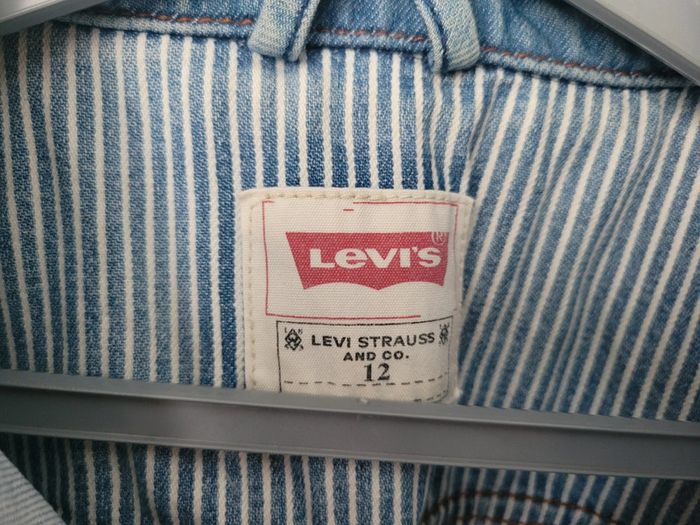 LEVI'S®
LEVI STRAUSS
AND CO.
12